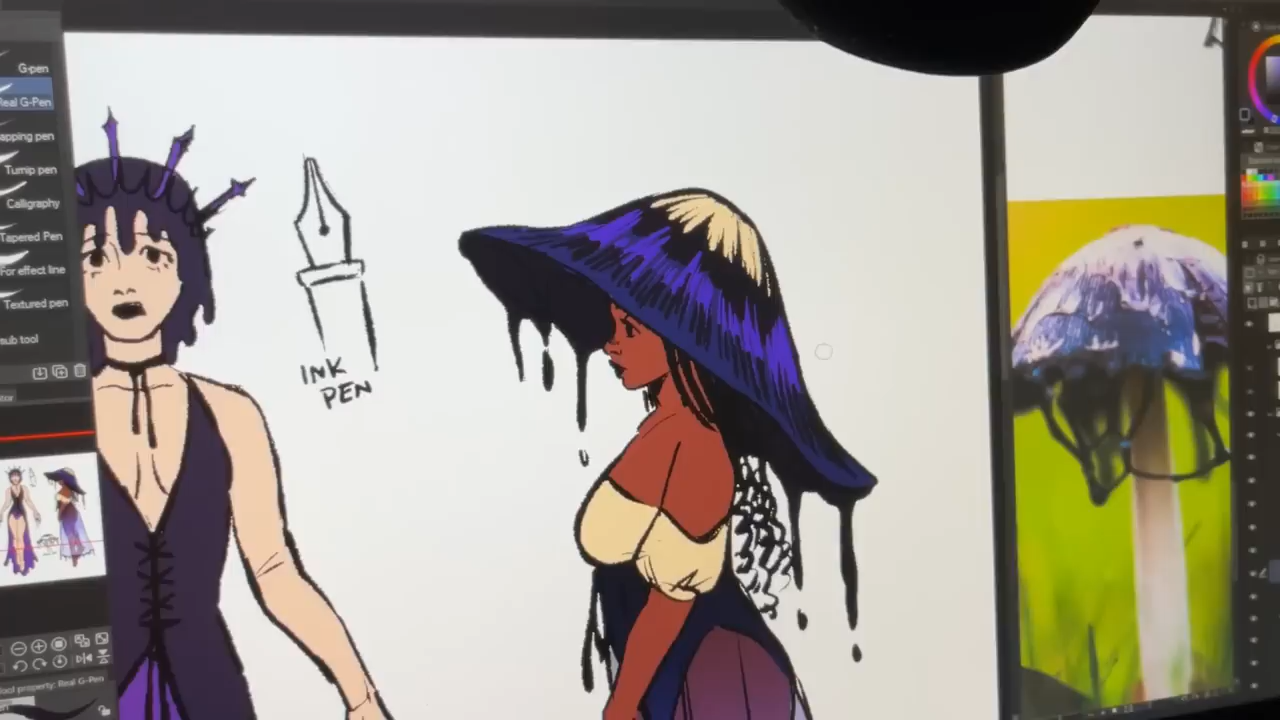 G-pen
Real G-Pen
apping pen
Turnip pen
Calligraphy
Tapered Pen
For effect line
Textured pen
sub tool
INK
PEN
ool property: Real G-Pen